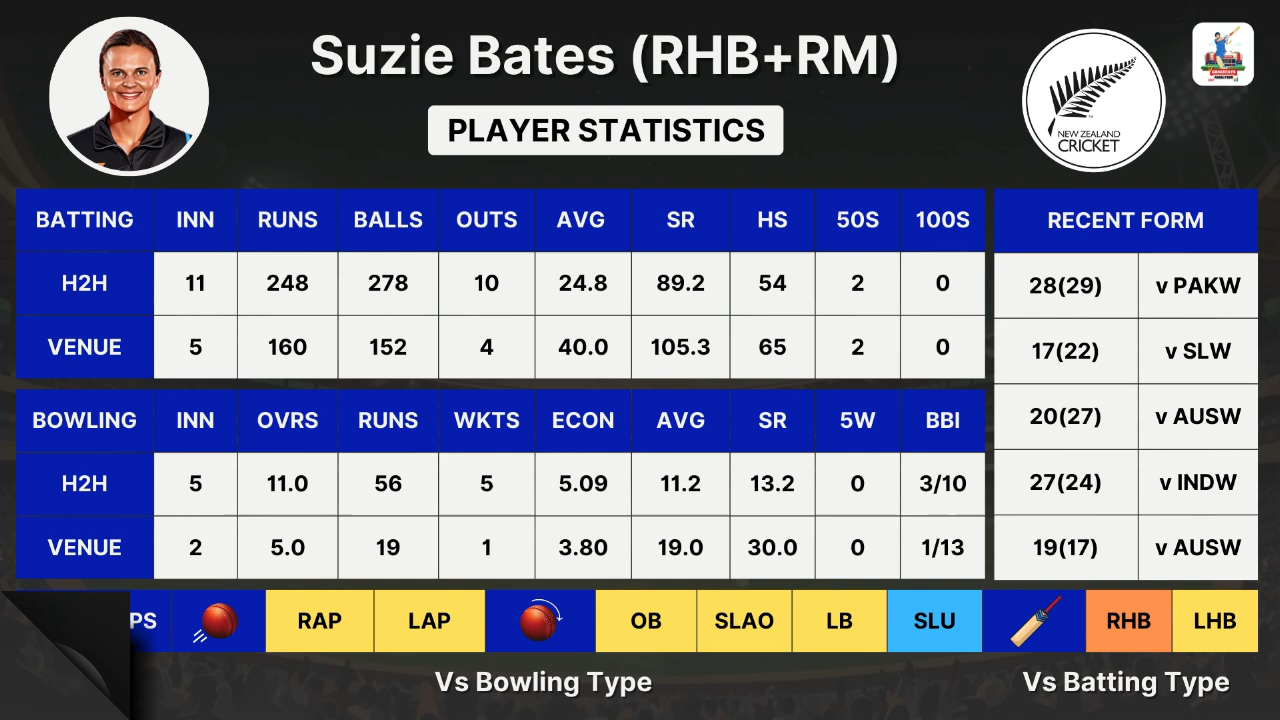 Suzie Bates (RHB+RM)
PLAYER STATISTICS
NEW ZEALAND
CRICKET
BATTING INN RUNS BALLS OUTS AVG SR HS 50S 100S
H2H 11 248 278 10 24.8 89.2 54 2 0
VENUE 5 160 152 4 40.0 105.3 65 2 0
BOWLING INN OVRS RUNS WKTS ECON AVG SR 5W BBI
H2H 5 11.0 56 5 5.09 11.2 13.2 0 3/10
VENUE 2 5.0 19 1 3.80 19.0 30.0 0 1/13
RECENT FORM
28(29) v PAKW
17(22) v SLW
20(27) v AUSW
27(24) v INDW
19(17) v AUSW
PS RAP LAP OB SLAO LB SLU RHB LHB
Vs Bowling Type Vs Batting Type